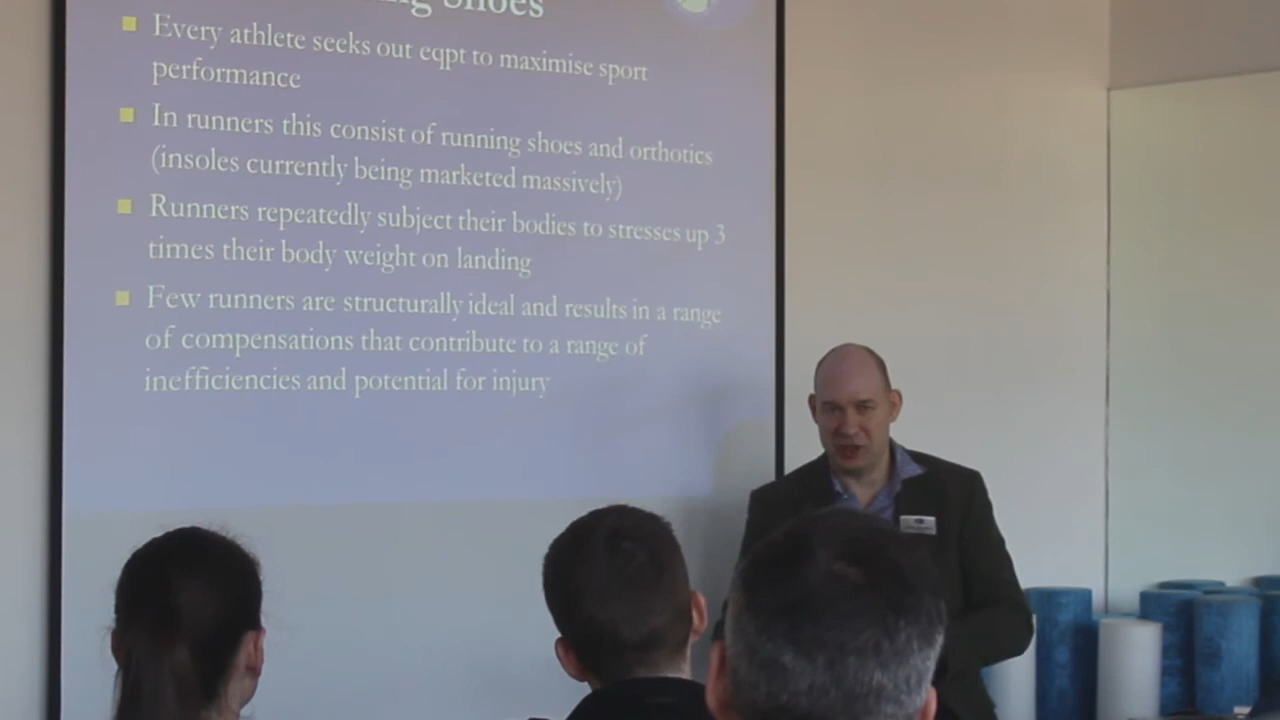 ng Shoes
Every athlete seeks out eqpt to maximise sport
performance
In runners this consist of running shoes and orthotics
(insoles currently being marketed massively)
Runners repeatedly subject their bodies to stresses up 3
times their body weight on landing
Few runners are structurally ideal and results in a range
of compensations that contribute to a range of
inefficiencies and potential for injury